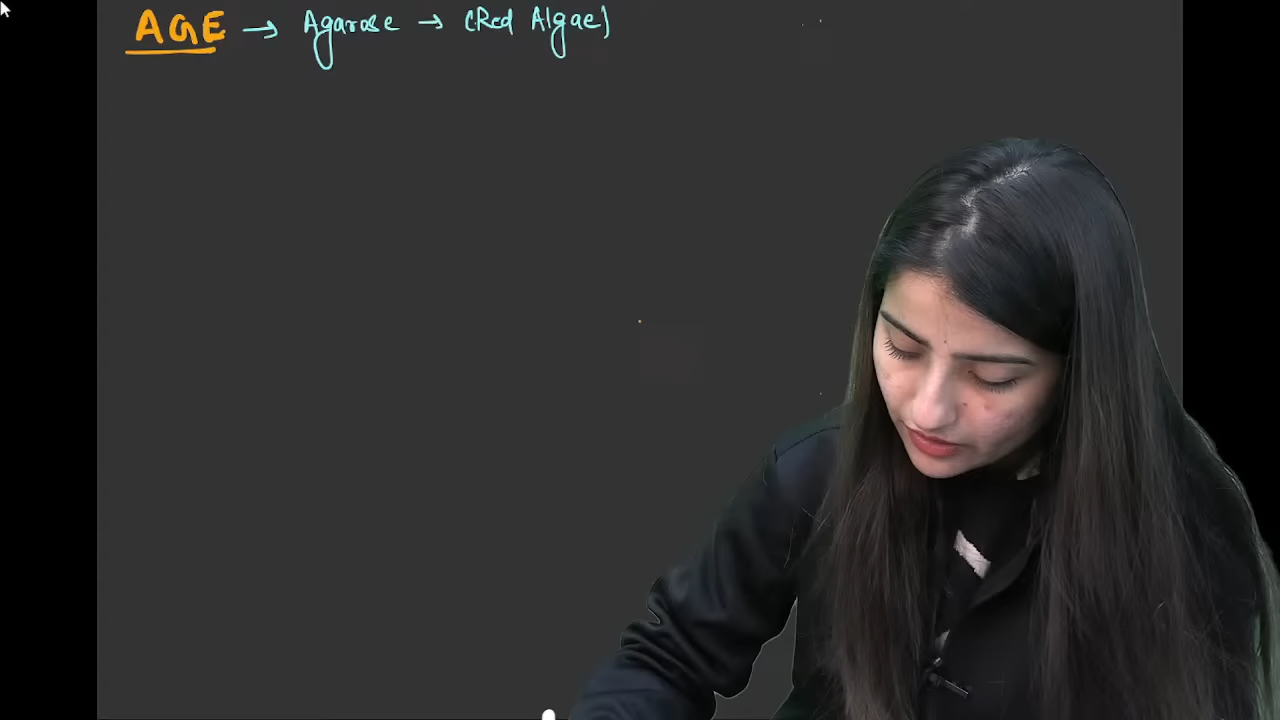 AGE → Agarose → (Red Algae)